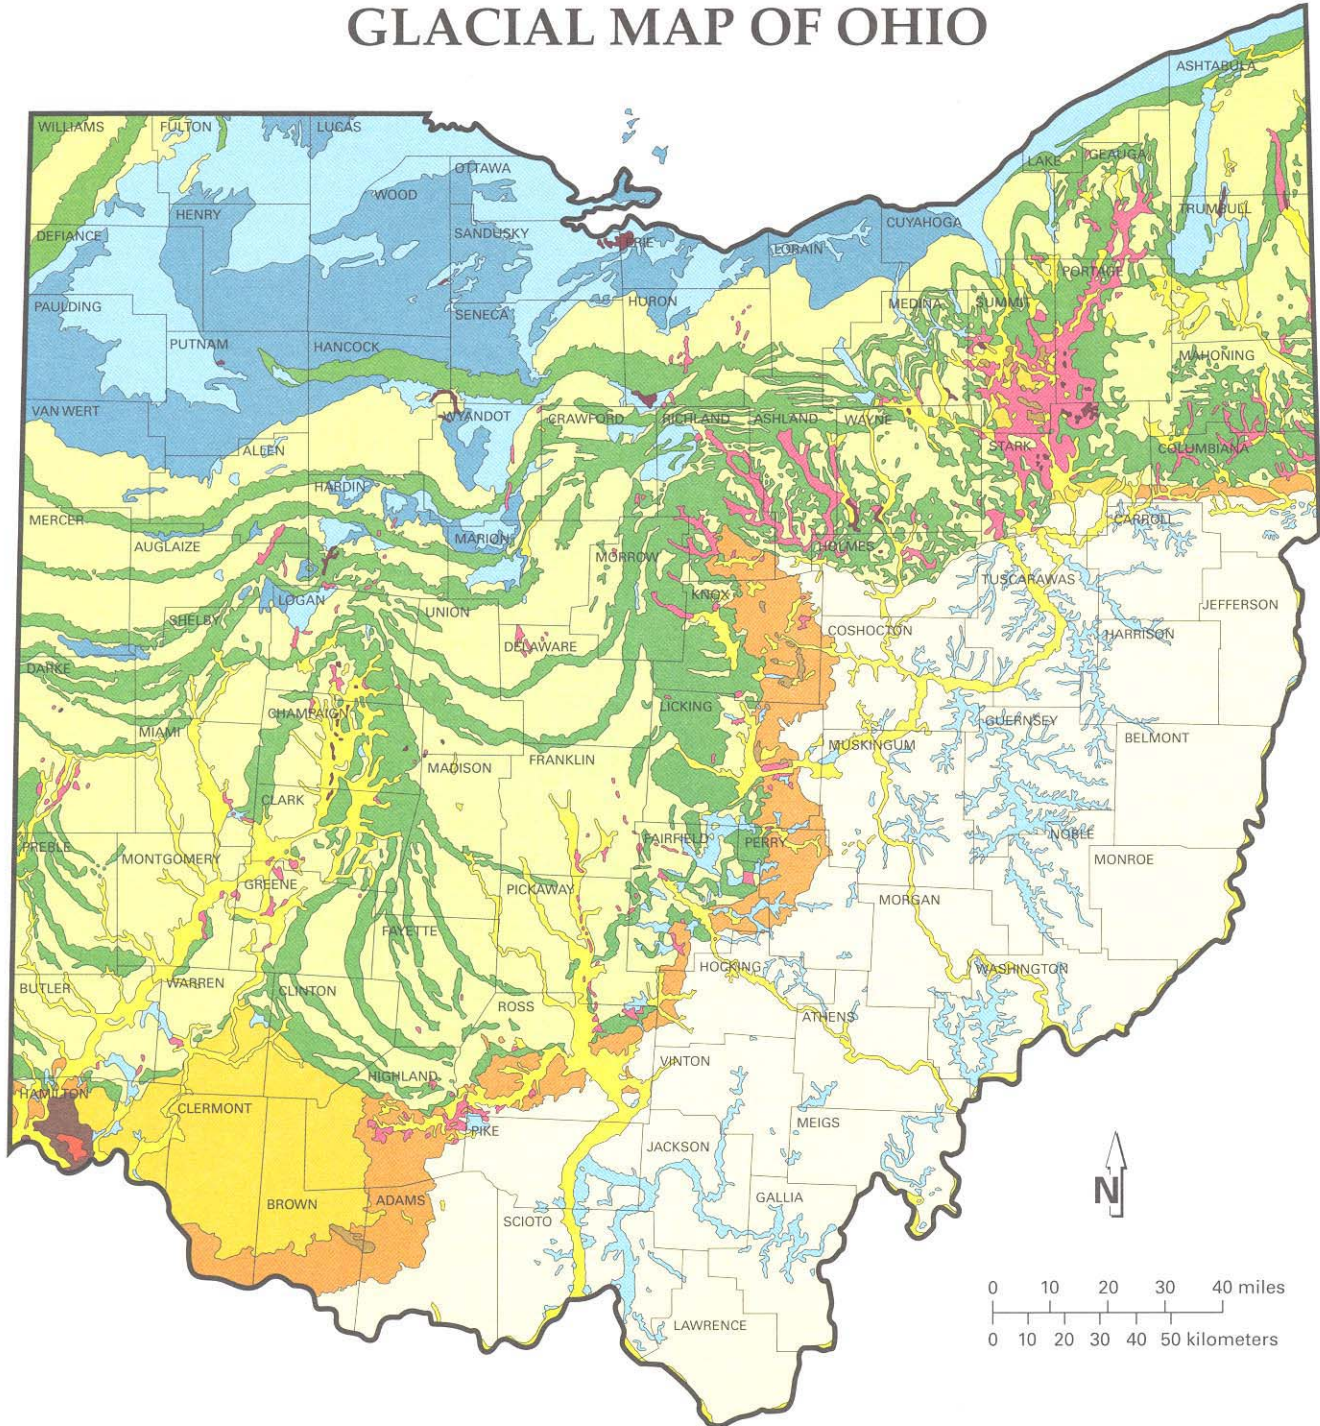 GLACIAL MAP OF OHIO
ASHTABULA
WILLIAMS
FULTON
LUCAS
LAKE
GEAUGA
OTTAWA
WOOD
HENRY
TRUMBULL
CUYAHOGA
DEFIANCE
SANDUSKY
ERIE
LORAIN
PORTAGE
PAULDING
HURON
MEDINA
SUMMIT
SENECA
PUTNAM
HANCOCK
MAHONING
VAN WERT
WYANDOT
CRAWFORD
RICHLAND
ASHLAND
WAYNE
STARK
COLUMBIANA
ALLEN
HARDIN
MERCER
AUGLAIZE
MARION
CARROLL
HOLMES
MORROW
TUSCARAWAS
KNOX
LOGAN
JEFFERSON
UNION
SHELBY
COSHOCTON
HARRISON
DELAWARE
DARKE
LICKING
CHAMPAIGN
GUERNSEY
MIAMI
BELMONT
MUSKINGUM
FRANKLIN
MADISON
CLARK
NOBLE
FAIRFIELD
PERRY
PREBLE
MONTGOMERY
MONROE
GREENE
PICKAWAY
MORGAN
FAYETTE
HOCKING
WASHINGTON
WARREN
BUTLER
CLINTON
ROSS
ATHENS
VINTON
HIGHLAND
HAMILTON
CLERMONT
MEIGS
PIKE
JACKSON
N
GALLIA
ADAMS
BROWN
SCIOTO
0 10 20 30 40 miles
LAWRENCE
0 10 20 30 40 50 kilometers